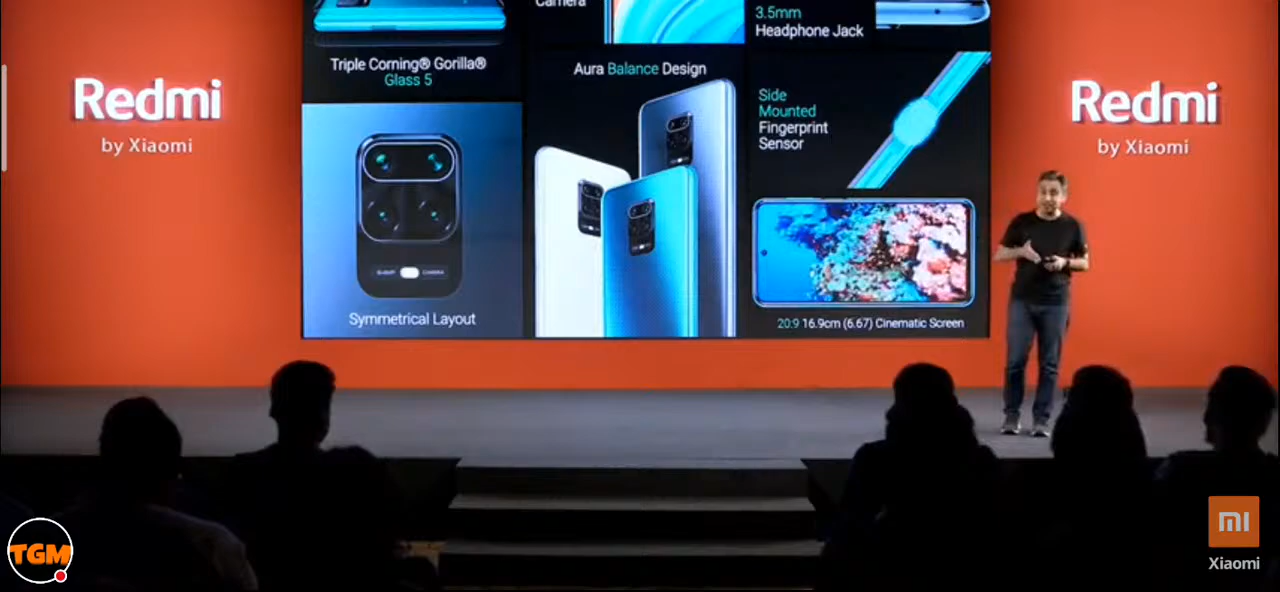 Camera
3.5mm
Headphone Jack
Triple Corning® Gorilla®
Glass 5
Aura Balance Design
Side
Mounted
Fingerprint
Sensor
Redmi
by Xiaomi
Redmi
by Xiaomi
CAMERA
Symmetrical Layout
20:9 16.9cm (6.67) Cinematic Screen
TGM
mi
Xiaomi